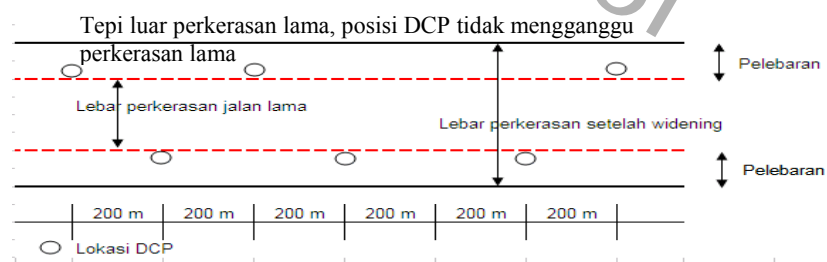 Tepi luar perkerasan lama, posisi DCP tidak mengganggu
perkerasan lama
Pelebaran
Lebar perkerasan jalan lama
Lebar perkerasan setelah widening
Pelebaran
200 m 200 m 200 m 200 m 200 m 200 m
Lokasi DCP